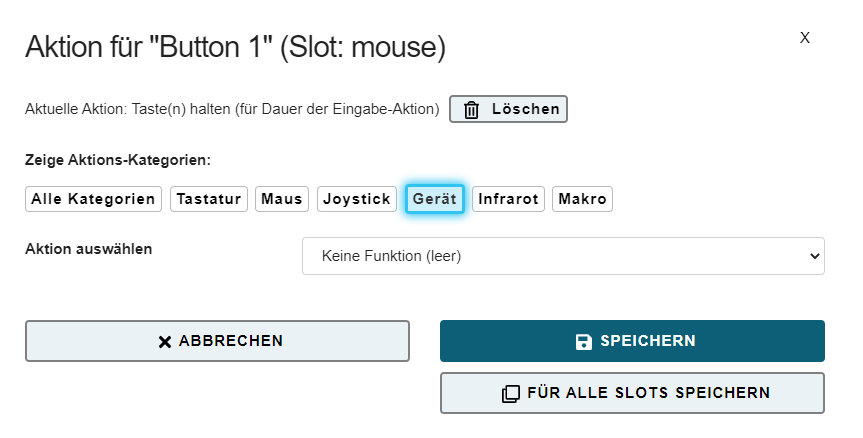 Aktion für "Button 1" (Slot: mouse)
X
Aktuelle Aktion: Taste(n) halten (für Dauer der Eingabe-Aktion) Löschen
Zeige Aktions-Kategorien:
Alle Kategorien Tastatur Maus Joystick Gerät Infrarot Makro
Aktion auswählen Keine Funktion (leer)
ABBRECHEN SPEICHERN
FÜR ALLE SLOTS SPEICHERN